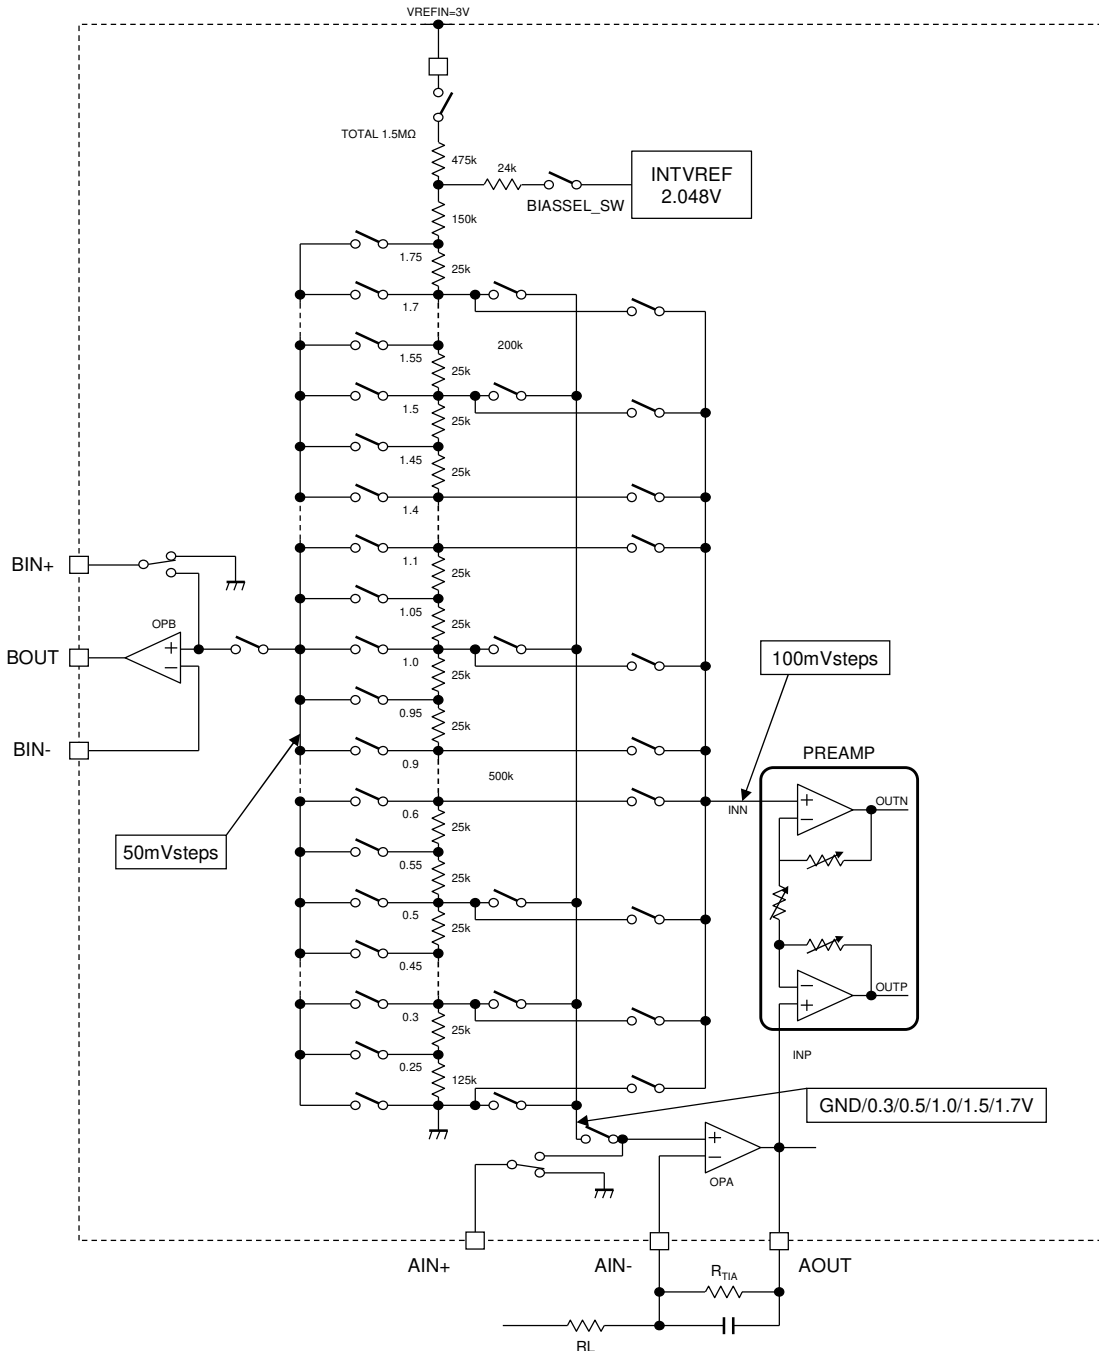 VREFIN=3V
TOTAL 1.5MΩ
475k
24k
INTVREF
2.048V
BIASSEL_SW
150k
1.75
25k
1.7
200k
1.55
25k
1.5
25k
1.45
25k
1.4
1.1
25k
BIN+
1.05
25k
OPB
BOUT
1.0
25k
100mVsteps
0.95
25k
BIN-
0.9
PREAMP
500k
INN
OUTN
0.6
25k
50mVsteps
0.55
25k
0.5
25k
0.45
OUTP
0.3
25k
INP
0.25
125k
GND/0.3/0.5/1.0/1.5/1.7V
OPA
AIN+
AIN-
AOUT
RTIA
RL
+
−
+
−
−
+
+
−